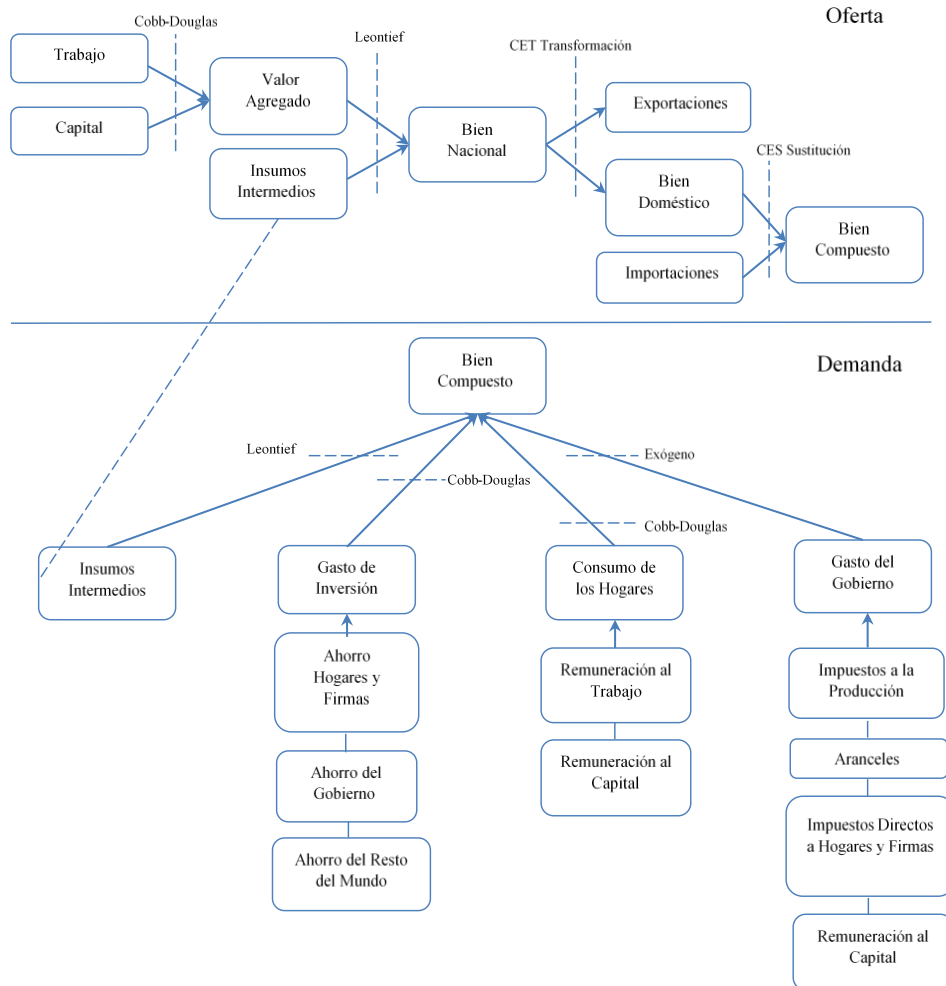 Cobb-Douglas
Oferta
Leontief
CET Transformación
Trabajo
Valor
Agregado
Exportaciones
Capital
Bien
Nacional
CES Sustitución
Insumos
Intermedios
Bien
Doméstico
Bien
Compuesto
Importaciones
Bien
Compuesto
Demanda
Leontief
Exógeno
Cobb-Douglas
Cobb-Douglas
Insumos
Intermedios
Gasto de
Inversión
Consumo de
los Hogares
Gasto del
Gobierno
Ahorro
Hogares y
Firmas
Remuneración al
Trabajo
Impuestos a la
Producción
Ahorro del
Gobierno
Remuneración al
Capital
Aranceles
Ahorro del Resto
del Mundo
Impuestos Directos
a Hogares y Firmas
Remuneración al
Capital